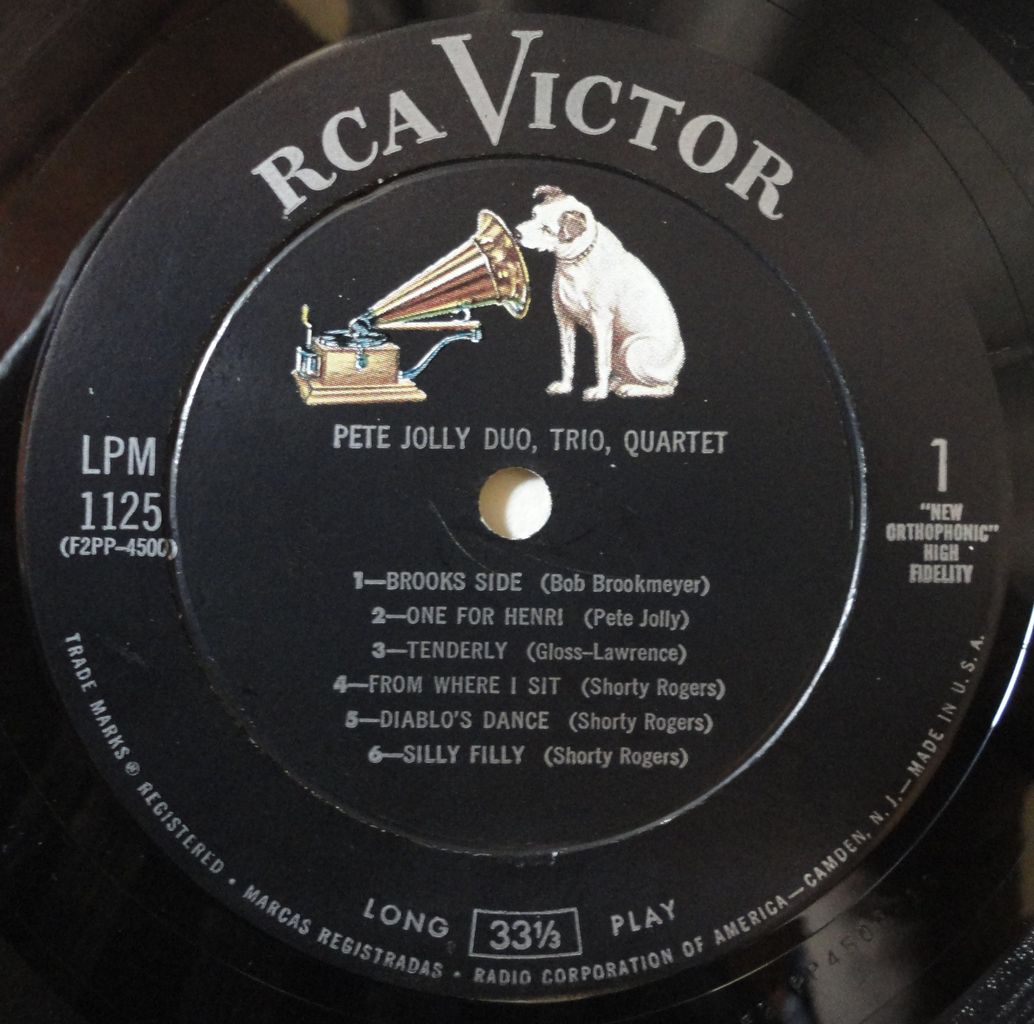 RCA VICTOR
PETE JOLLY DUO, TRIO, QUARTET
LPM
1125
(F2PP-4500)
1
"NEW
ORTHOPHONIC"
HIGH
FIDELITY
1—BROOKS SIDE (Bob Brookmeyer)
2—ONE FOR HENRI (Pete Jolly)
3—TENDERLY (Gloss-Lawrence)
4—FROM WHERE I SIT (Shorty Rogers)
5—DIABLO'S DANCE (Shorty Rogers)
6—SILLY FILLY (Shorty Rogers)
LONG 33⅓ PLAY
TRADE MARKS ® REGISTERED • MARCAS REGISTRADAS • RADIO CORPORATION OF AMERICA—CAMDEN, N. J.—MADE IN U. S. A.